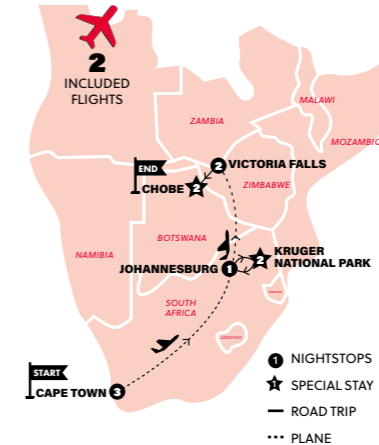 2
INCLUDED
FLIGHTS
ZAMBIA
MALAWI
MOZAMBIQ
END
2 VICTORIA FALLS
CHOBE 2
ZIMBABWE
BOTSWANA
NAMIBIA
KRUGER
2 NATIONAL PARK
JOHANNESBURG 1
SOUTH
AFRICA
LESOTHO
START
CAPE TOWN 3
1 NIGHTSTOPS
1 SPECIAL STAY
ROAD TRIP
PLANE